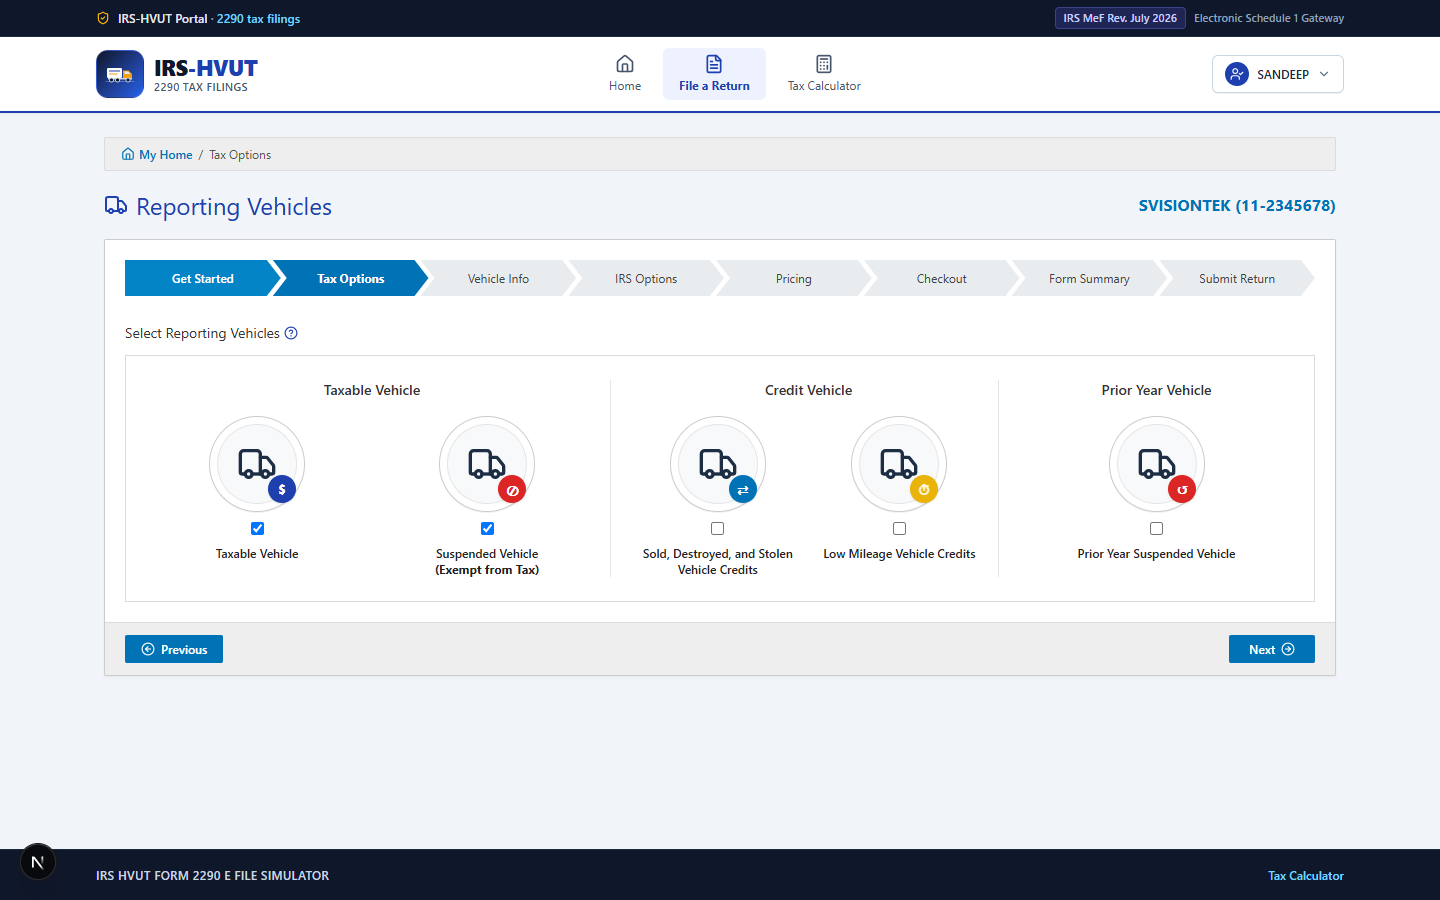 IRS-HVUT Portal · 2290 tax filings
IRS MeF Rev. July 2026
Electronic Schedule 1 Gateway
IRS-HVUT
2290 TAX FILINGS
Home
File a Return
Tax Calculator
SANDEEP
My Home / Tax Options
Reporting Vehicles
SVISIONTEK (11-2345678)
Get Started
Tax Options
Vehicle Info
IRS Options
Pricing
Checkout
Form Summary
Submit Return
Select Reporting Vehicles ?
Taxable Vehicle
$
Taxable Vehicle
Suspended Vehicle
(Exempt from Tax)
Credit Vehicle
Sold, Destroyed, and Stolen
Vehicle Credits
Low Mileage Vehicle Credits
Prior Year Vehicle
Prior Year Suspended Vehicle
Previous
Next
N
IRS HVUT FORM 2290 E FILE SIMULATOR
Tax Calculator